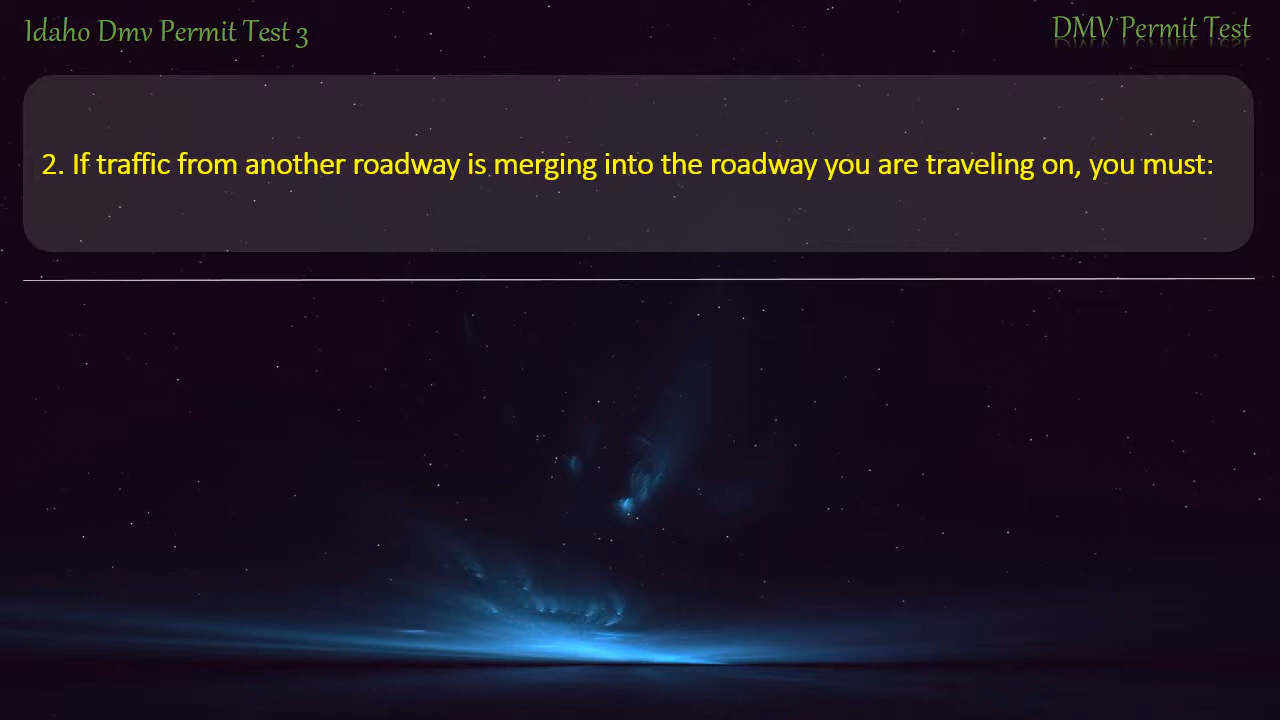 Idaho Dmv Permit Test 3
DMV Permit Test
2. If traffic from another roadway is merging into the roadway you are traveling on, you must: